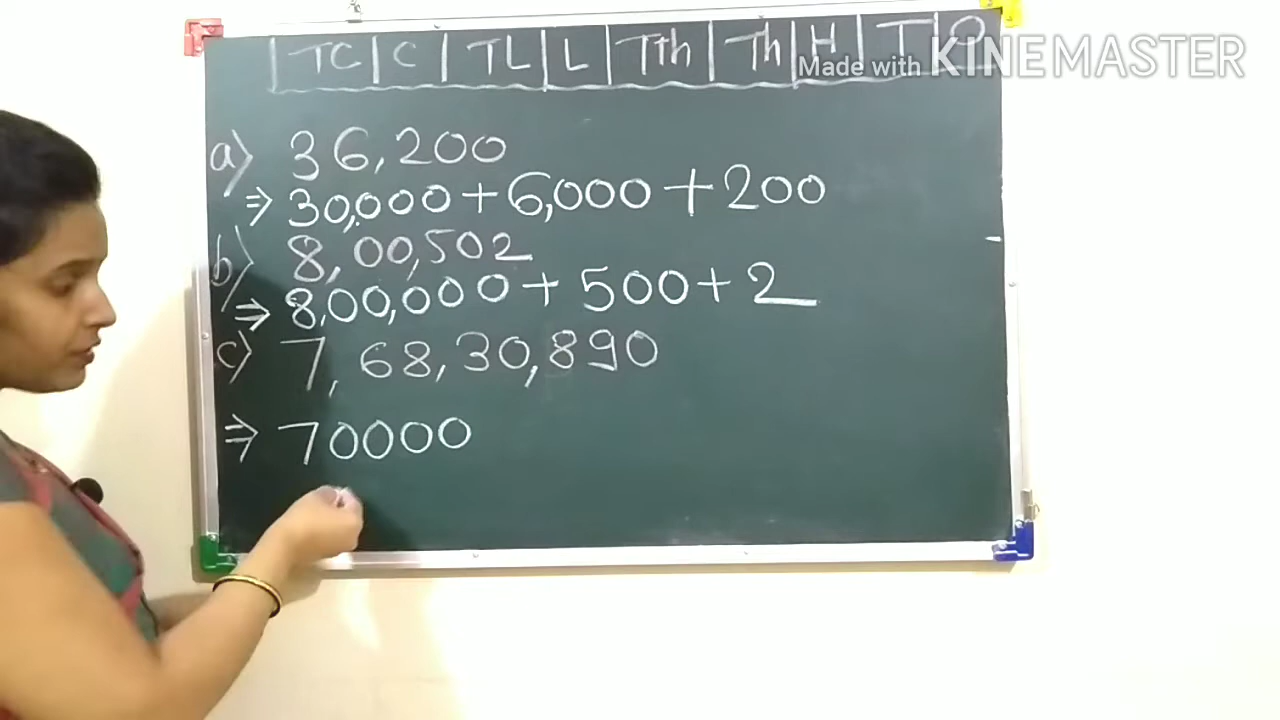 TC C TL L Tth Th H T O
Made with KINEMASTER
a) 36,200
⇒ 30,000 + 6,000 + 200
b) 8,00,502
⇒ 8,00,000 + 500 + 2
c) 7,68,30,890
⇒ 70000